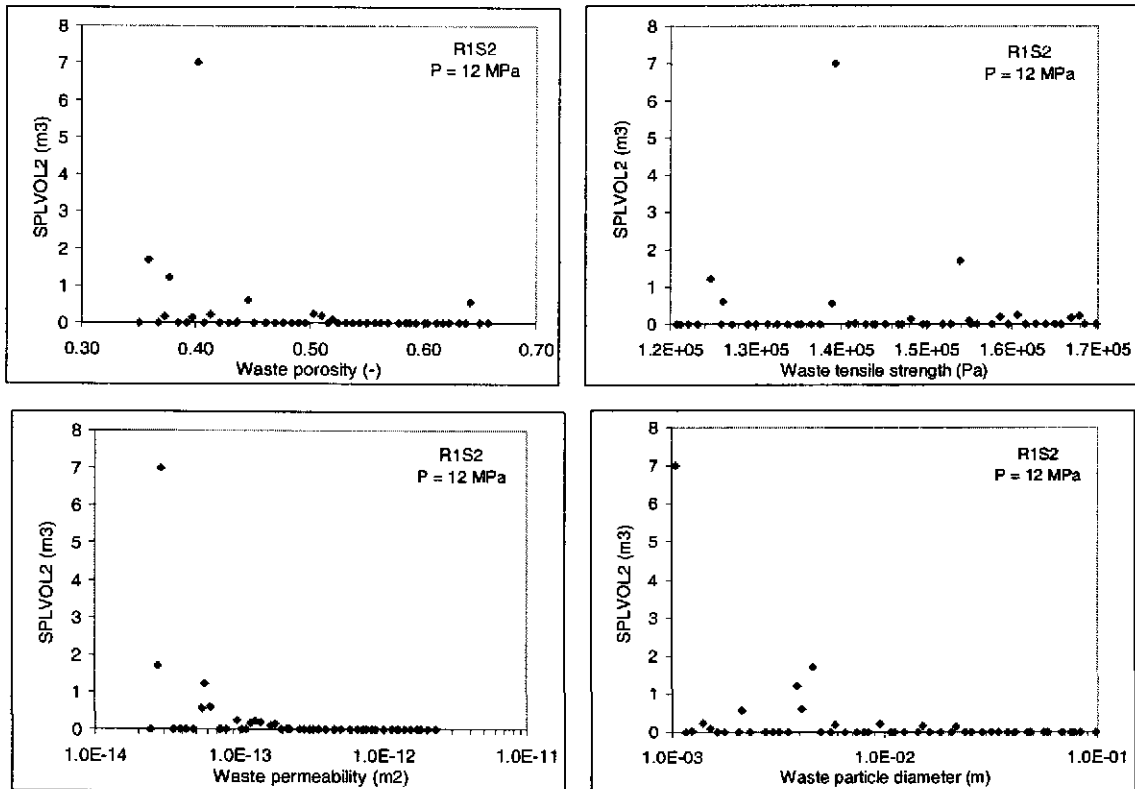 8
7
6
5
4
3
2
1
0
SPLVOL2 (m3)
R1S2
P = 12 MPa
0.30 0.40 0.50 0.60 0.70
Waste porosity (-)
8
7
6
5
4
3
2
1
0
SPLVOL2 (m3)
R1S2
P = 12 MPa
1.2E+05 1.3E+05 1.4E+05 1.5E+05 1.6E+05 1.7E+05
Waste tensile strength (Pa)
8
7
6
5
4
3
2
1
0
SPLVOL2 (m3)
R1S2
P = 12 MPa
1.0E-14 1.0E-13 1.0E-12 1.0E-11
Waste permeability (m2)
8
7
6
5
4
3
2
1
0
SPLVOL2 (m3)
R1S2
P = 12 MPa
1.0E-03 1.0E-02 1.0E-01
Waste particle diameter (m)